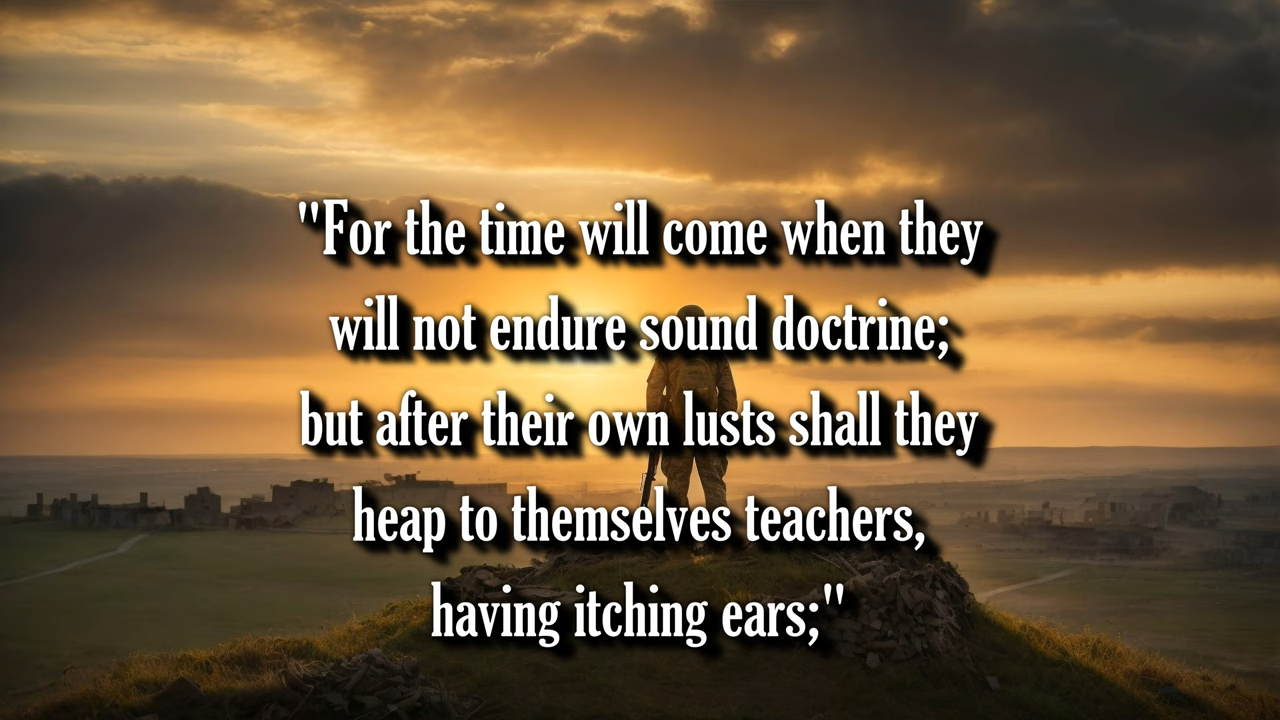 "For the time will come when they
will not endure sound doctrine;
but after their own lusts shall they
heap to themselves teachers,
having itching ears;"